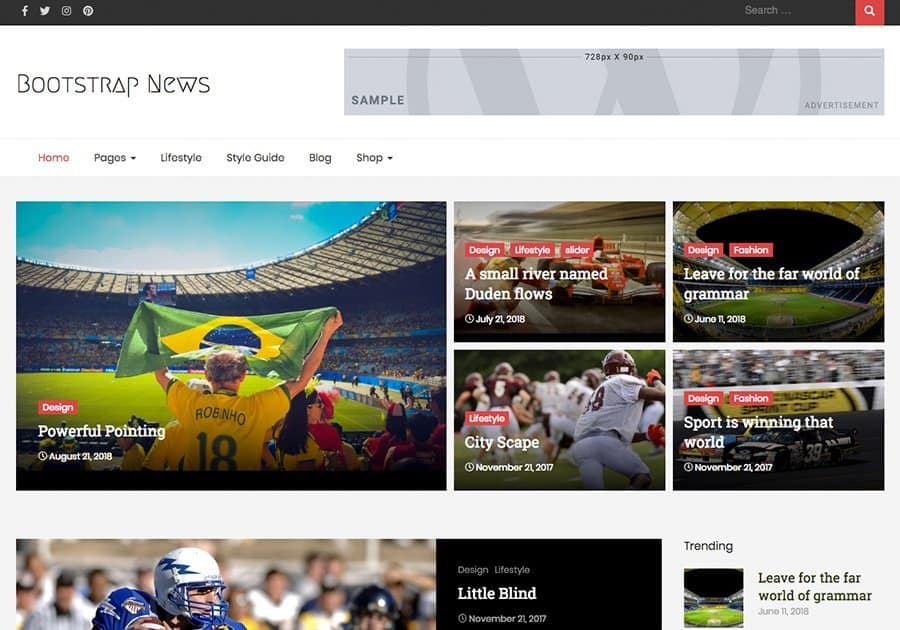 Search …
Bootstrap News
728px X 90px
SAMPLE
ADVERTISEMENT
Home Pages Lifestyle Style Guide Blog Shop
ROBINHO
18
Design
Powerful Pointing
August 21, 2018
Design Lifestyle slider
A small river named
Duden flows
July 21, 2018
Design Fashion
Leave for the far world of
grammar
June 11, 2018
Lifestyle
City Scape
November 21, 2017
Design Fashion
Sport is winning that
world
39
November 21, 2017
Design Lifestyle
Little Blind
November 21, 2017
Trending
Leave for the far
world of grammar
June 11, 2018